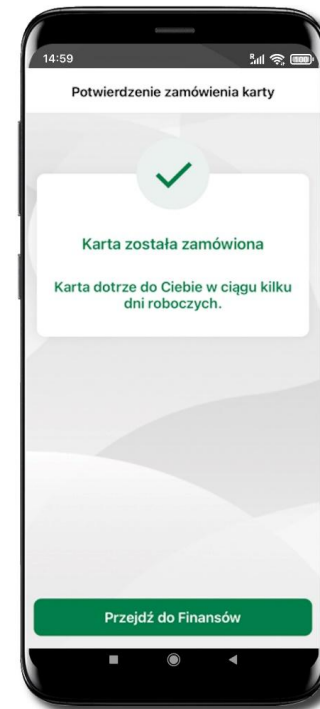 14:59
Potwierdzenie zamówienia karty
Karta została zamówiona
Karta dotrze do Ciebie w ciągu kilku
dni roboczych.
Przejdź do Finansów